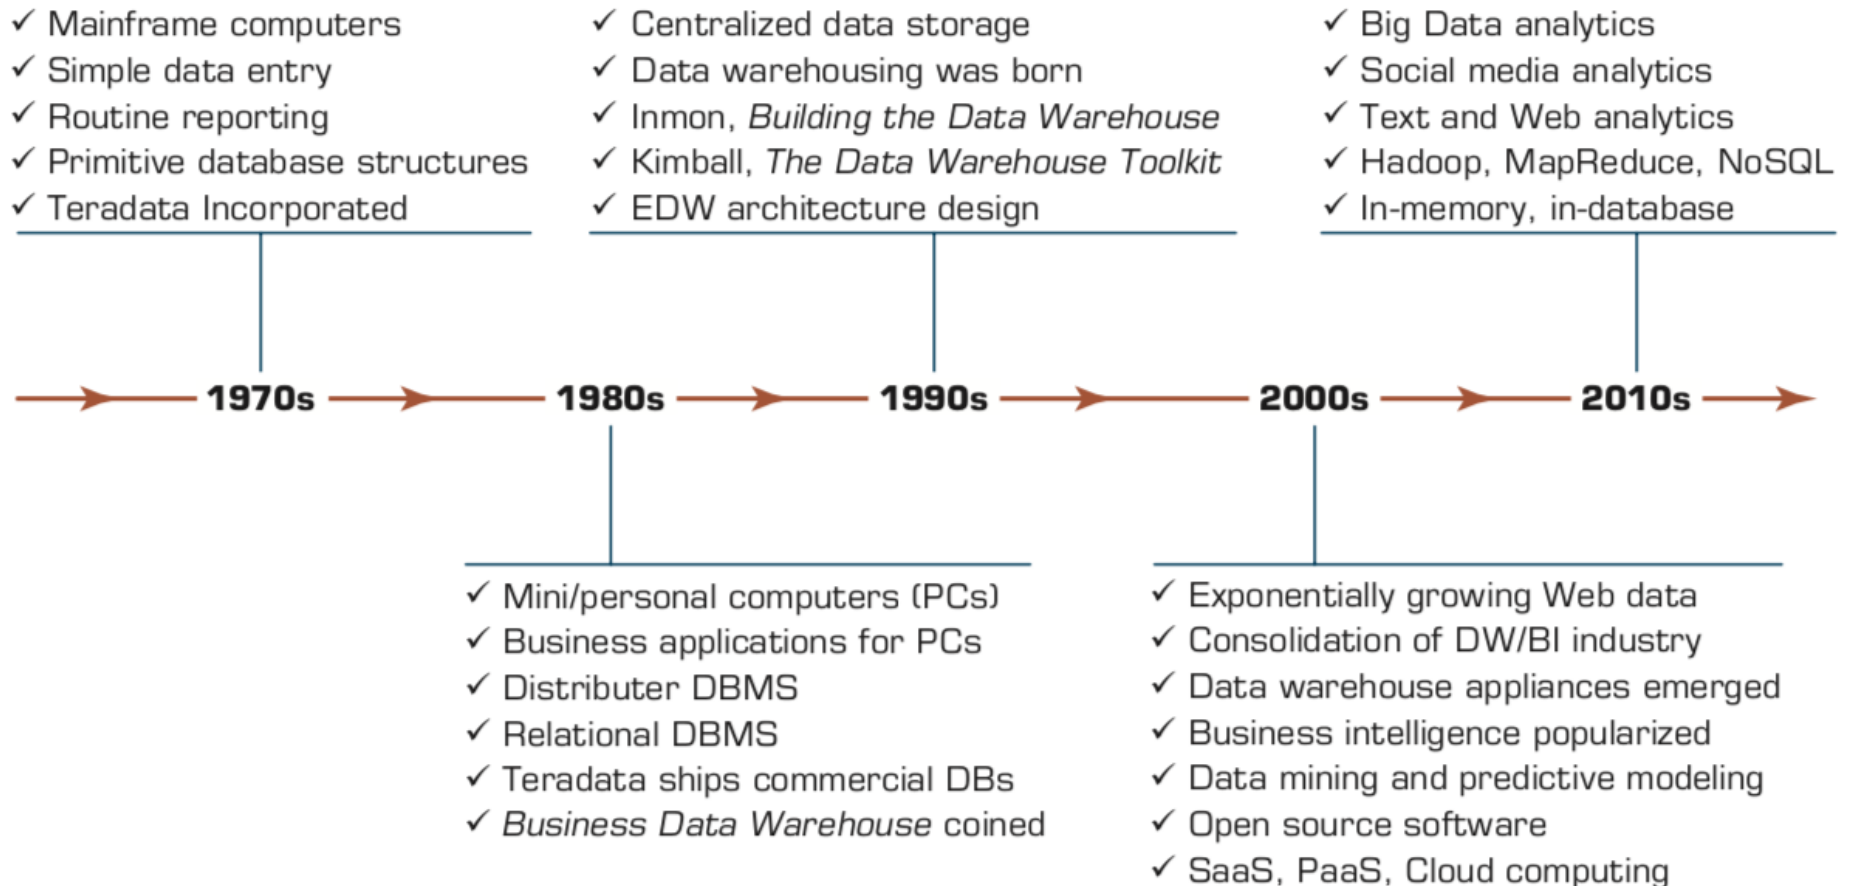 ✓ Mainframe computers
✓ Simple data entry
✓ Routine reporting
✓ Primitive database structures
✓ Teradata Incorporated
✓ Centralized data storage
✓ Data warehousing was born
✓ Inmon, Building the Data Warehouse
✓ Kimball, The Data Warehouse Toolkit
✓ EDW architecture design
✓ Big Data analytics
✓ Social media analytics
✓ Text and Web analytics
✓ Hadoop, MapReduce, NoSQL
✓ In-memory, in-database
1970s
1980s
1990s
2000s
2010s
✓ Mini/personal computers (PCs)
✓ Business applications for PCs
✓ Distributer DBMS
✓ Relational DBMS
✓ Teradata ships commercial DBs
✓ Business Data Warehouse coined
✓ Exponentially growing Web data
✓ Consolidation of DW/BI industry
✓ Data warehouse appliances emerged
✓ Business intelligence popularized
✓ Data mining and predictive modeling
✓ Open source software
✓ SaaS, PaaS, Cloud computing